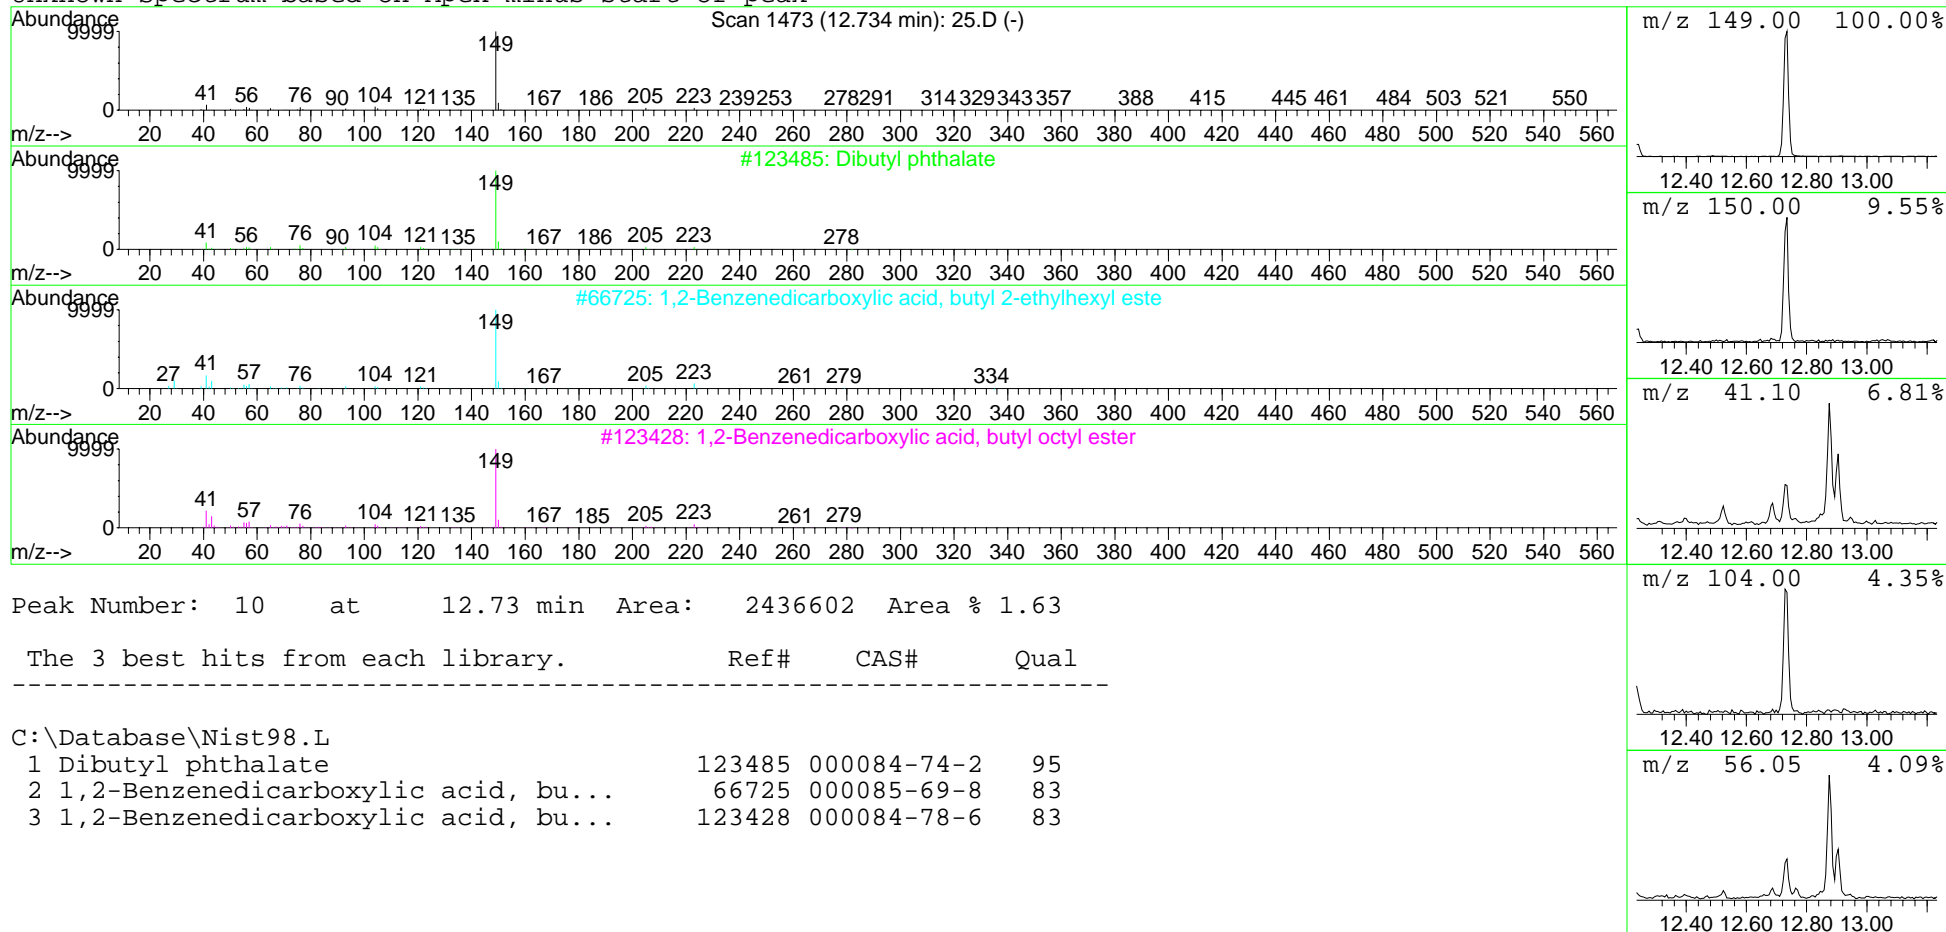 Unknown Spectrum based on Apex minus start of peak
Abundance
Scan 1473 (12.734 min): 25.D (-)
9999
149
41 56 76 90 104 121 135 167 186 205 223 239 253 278 291 314 329 343 357 388 415 445 461 484 503 521 550
0
20 40 60 80 100 120 140 160 180 200 220 240 260 280 300 320 340 360 380 400 420 440 460 480 500 520 540 560
m/z-->
Abundance
#123485: Dibutyl phthalate
9999
149
41 56 76 90 104 121 135 167 186 205 223 278
0
20 40 60 80 100 120 140 160 180 200 220 240 260 280 300 320 340 360 380 400 420 440 460 480 500 520 540 560
m/z-->
Abundance
#66725: 1,2-Benzenedicarboxylic acid, butyl 2-ethylhexyl este
9999
149
27 41 57 76 104 121 167 205 223 261 279 334
0
20 40 60 80 100 120 140 160 180 200 220 240 260 280 300 320 340 360 380 400 420 440 460 480 500 520 540 560
m/z-->
Abundance
#123428: 1,2-Benzenedicarboxylic acid, butyl octyl ester
9999
149
41 57 76 104 121 135 167 185 205 223 261 279
0
20 40 60 80 100 120 140 160 180 200 220 240 260 280 300 320 340 360 380 400 420 440 460 480 500 520 540 560
m/z-->
m/z 149.00 100.00%
12.40 12.60 12.80 13.00
m/z 150.00 9.55%
12.40 12.60 12.80 13.00
m/z 41.10 6.81%
12.40 12.60 12.80 13.00
m/z 104.00 4.35%
12.40 12.60 12.80 13.00
m/z 56.05 4.09%
12.40 12.60 12.80 13.00
Peak Number: 10 at 12.73 min Area: 2436602 Area % 1.63
The 3 best hits from each library. Ref# CAS# Qual
C:\Database\Nist98.L
1 Dibutyl phthalate 123485 000084-74-2 95
2 1,2-Benzenedicarboxylic acid, bu... 66725 000085-69-8 83
3 1,2-Benzenedicarboxylic acid, bu... 123428 000084-78-6 83